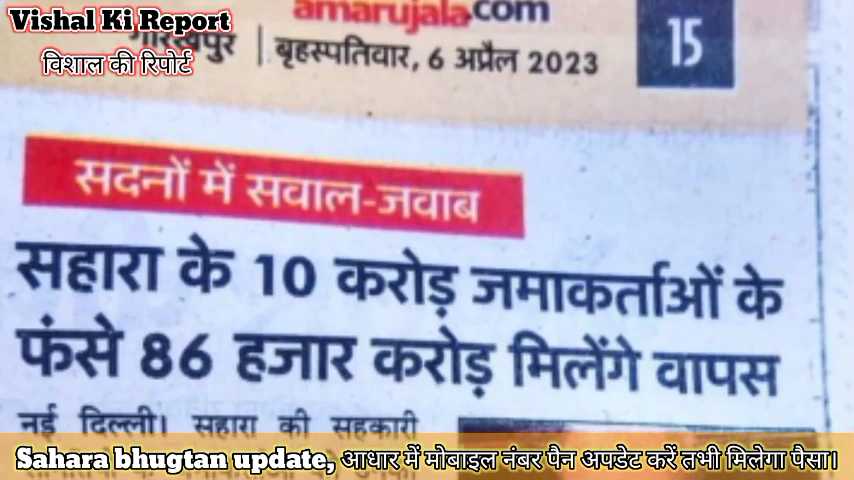 Vishal Ki Report
amarujala.com
विशाल की रिपोर्ट
गोरखपुर | बृहस्पतिवार, 6 अप्रैल 2023
15
सदनों में सवाल-जवाब
सहारा के 10 करोड़ जमाकर्ताओं के
फंसे 86 हजार करोड़ मिलेंगे वापस
नई दिल्ली। सहारा की सहकारी
Sahara bhugtan update, आधार में मोबाइल नंबर पैन अपडेट करें तभी मिलेगा पैसा।